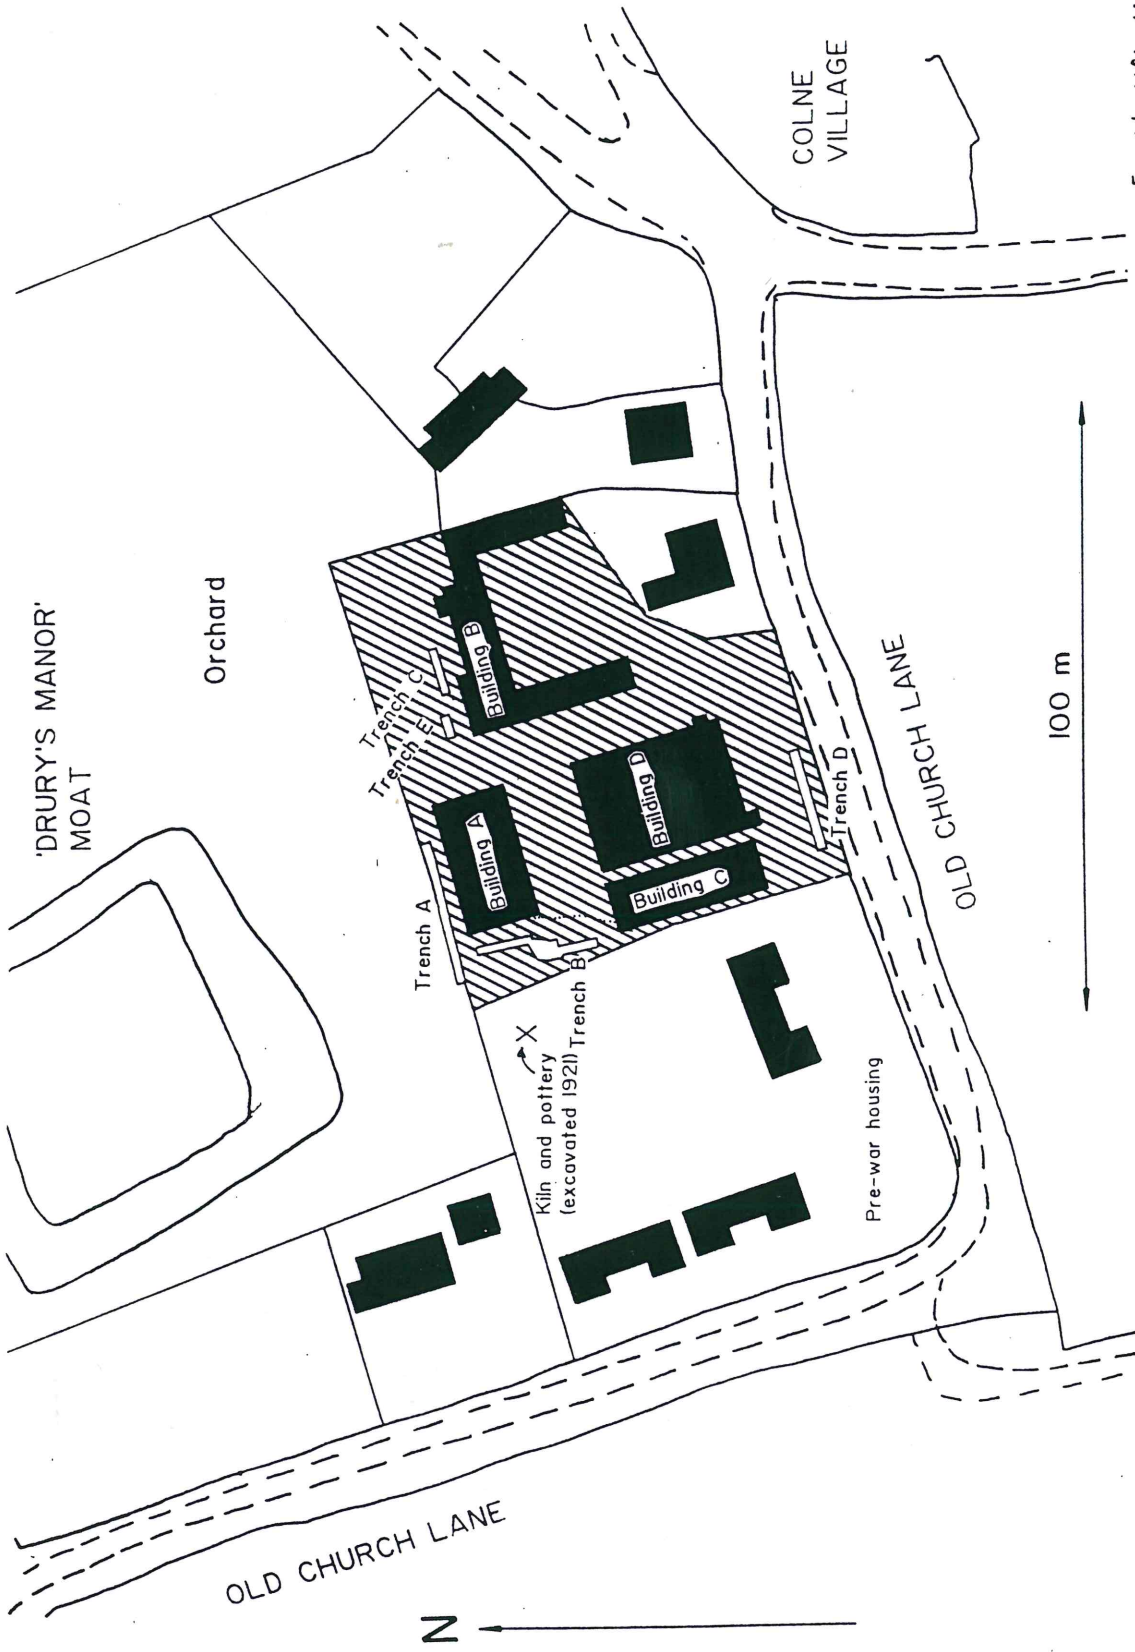 'DRURY'S MANOR'
MOAT
Orchard
COLNE
VILLAGE
Trench C
Trench E
Building B
Trench A
Building A
Building D
Building C
Trench B
Trench D
Kiln and pottery
(excavated 1921)
X
Pre-war housing
OLD CHURCH LANE
OLD CHURCH LANE
100 m
N